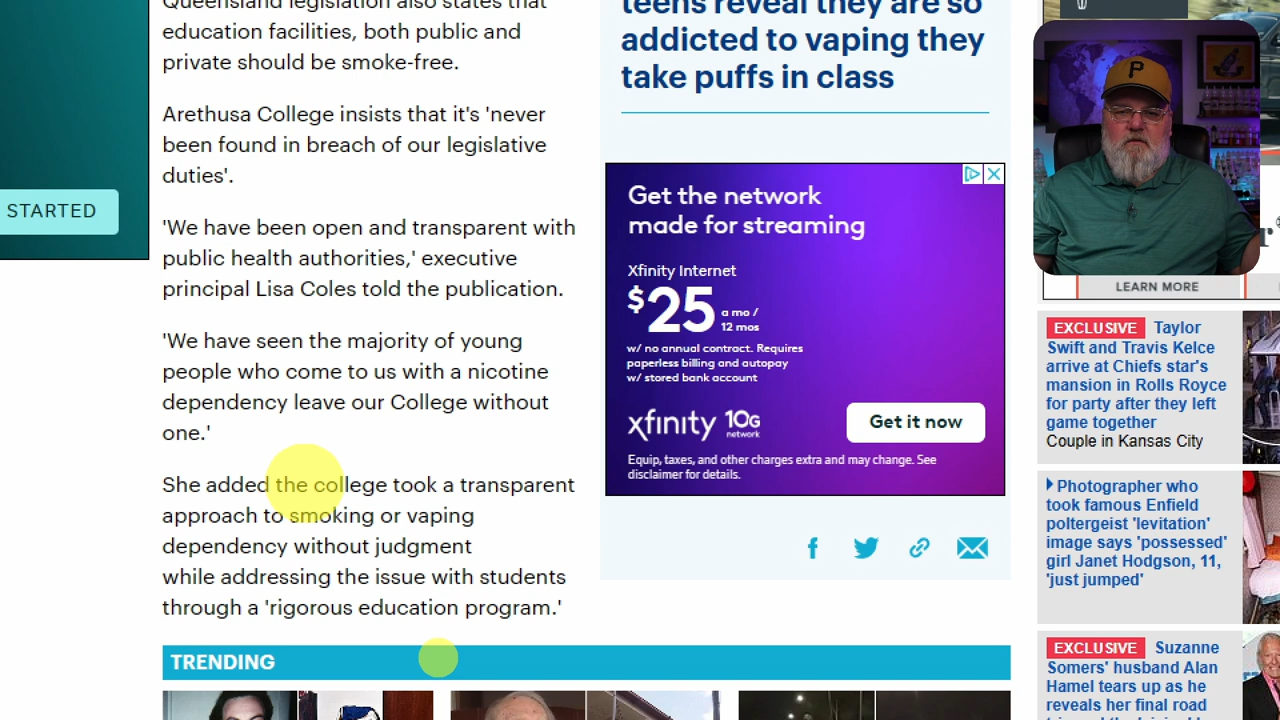 Queensland legislation also states that
education facilities, both public and
private should be smoke-free.
Arethusa College insists that it's 'never
been found in breach of our legislative
duties'.
'We have been open and transparent with
public health authorities,' executive
principal Lisa Coles told the publication.
'We have seen the majority of young
people who come to us with a nicotine
dependency leave our College without
one.'
She added the college took a transparent
approach to smoking or vaping
dependency without judgment
while addressing the issue with students
through a 'rigorous education program.'
TRENDING
STARTED
teens reveal they are so
addicted to vaping they
take puffs in class
Get the network
made for streaming
Xfinity Internet
$25 a mo /
12 mos
w/ no annual contract. Requires
paperless billing and autopay
w/ stored bank account
xfinity 10G
network
Get it now
Equip, taxes, and other charges extra and may change. See
disclaimer for details.
P
LEARN MORE
EXCLUSIVE Taylor
Swift and Travis Kelce
arrive at Chiefs star's
mansion in Rolls Royce
for party after they left
game together
Couple in Kansas City
Photographer who
took famous Enfield
poltergeist 'levitation'
image says 'possessed'
girl Janet Hodgson, 11,
'just jumped'
EXCLUSIVE Suzanne
Somers' husband Alan
Hamel tears up as he
reveals her final road